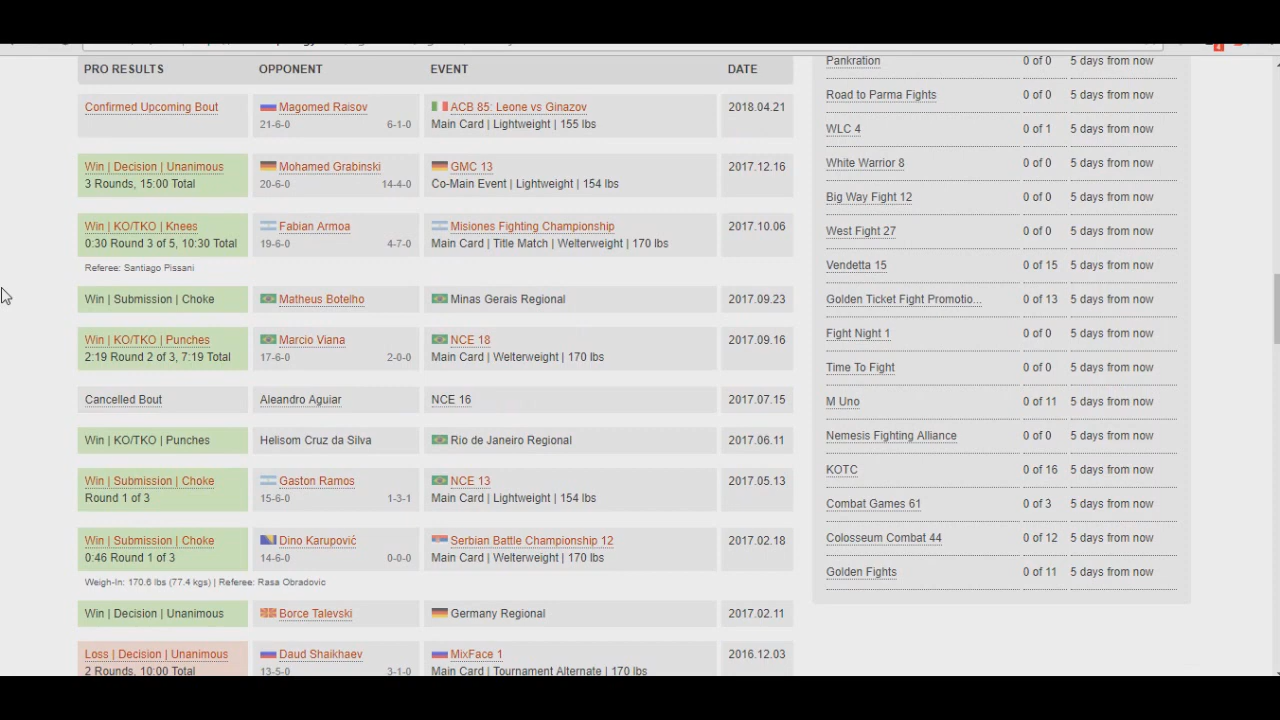 PRO RESULTS OPPONENT EVENT DATE
Confirmed Upcoming Bout Magomed Raisov ACB 85: Leone vs Ginazov 2018.04.21
21-6-0 6-1-0 Main Card | Lightweight | 155 lbs
Win | Decision | Unanimous Mohamed Grabinski GMC 13 2017.12.16
3 Rounds, 15:00 Total 20-6-0 14-4-0 Co-Main Event | Lightweight | 154 lbs
Win | KO/TKO | Knees Fabian Armoa Misiones Fighting Championship 2017.10.06
0:30 Round 3 of 5, 10:30 Total 19-6-0 4-7-0 Main Card | Title Match | Welterweight | 170 lbs
Referee: Santiago Pissani
Win | Submission | Choke Matheus Botelho Minas Gerais Regional 2017.09.23
Win | KO/TKO | Punches Marcio Viana NCE 18 2017.09.16
2:19 Round 2 of 3, 7:19 Total 17-6-0 2-0-0 Main Card | Welterweight | 170 lbs
Cancelled Bout Aleandro Aguiar NCE 16 2017.07.15
Win | KO/TKO | Punches Helisom Cruz da Silva Rio de Janeiro Regional 2017.06.11
Win | Submission | Choke Gaston Ramos NCE 13 2017.05.13
Round 1 of 3 15-6-0 1-3-1 Main Card | Lightweight | 154 lbs
Win | Submission | Choke Dino Karupović Serbian Battle Championship 12 2017.02.18
0:46 Round 1 of 3 14-6-0 0-0-0 Main Card | Welterweight | 170 lbs
Weigh-In: 170.6 lbs (77.4 kgs) | Referee: Rasa Obradovic
Win | Decision | Unanimous Borce Talevski Germany Regional 2017.02.11
Loss | Decision | Unanimous Daud Shaikhaev MixFace 1 2016.12.03
2 Rounds, 10:00 Total 13-5-0 3-1-0 Main Card | Tournament Alternate | 170 lbs
Pankration 0 of 0 5 days from now
Road to Parma Fights 0 of 0 5 days from now
WLC 4 0 of 1 5 days from now
White Warrior 8 0 of 0 5 days from now
Big Way Fight 12 0 of 0 5 days from now
West Fight 27 0 of 0 5 days from now
Vendetta 15 0 of 15 5 days from now
Golden Ticket Fight Promotio... 0 of 13 5 days from now
Fight Night 1 0 of 0 5 days from now
Time To Fight 0 of 0 5 days from now
M Uno 0 of 11 5 days from now
Nemesis Fighting Alliance 0 of 0 5 days from now
KOTC 0 of 16 5 days from now
Combat Games 61 0 of 3 5 days from now
Colosseum Combat 44 0 of 12 5 days from now
Golden Fights 0 of 11 5 days from now